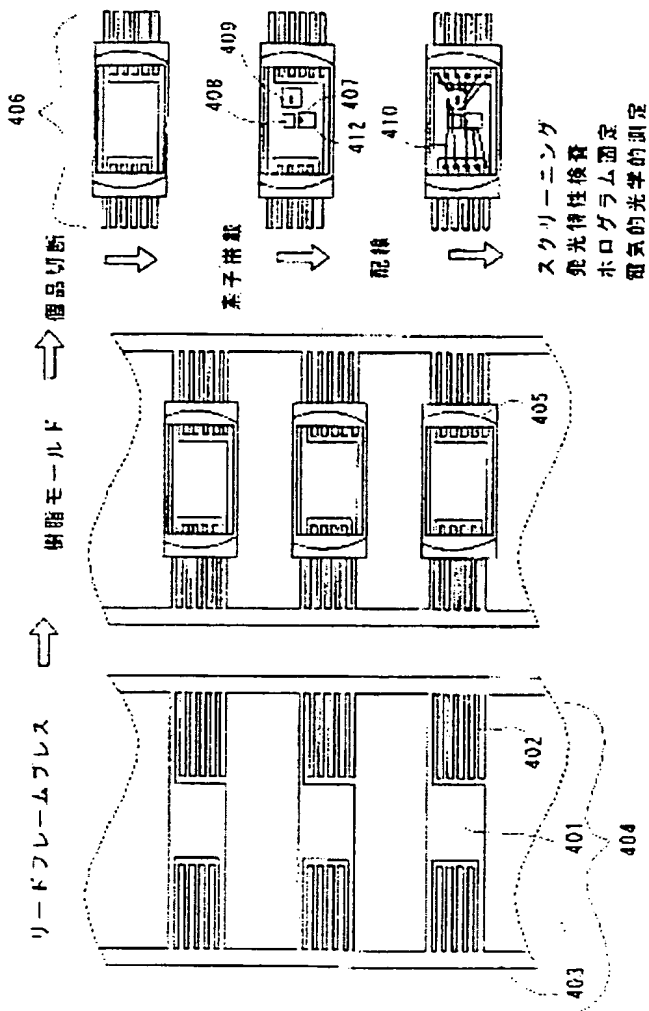 リードフレームプレス
樹脂モールド
個品切断
406
素子搭載
408
409
407
412
配線
410
スクリーニング
発光特性検査
ホログラム固定
電気的光学的測定
405
402
401
403
404